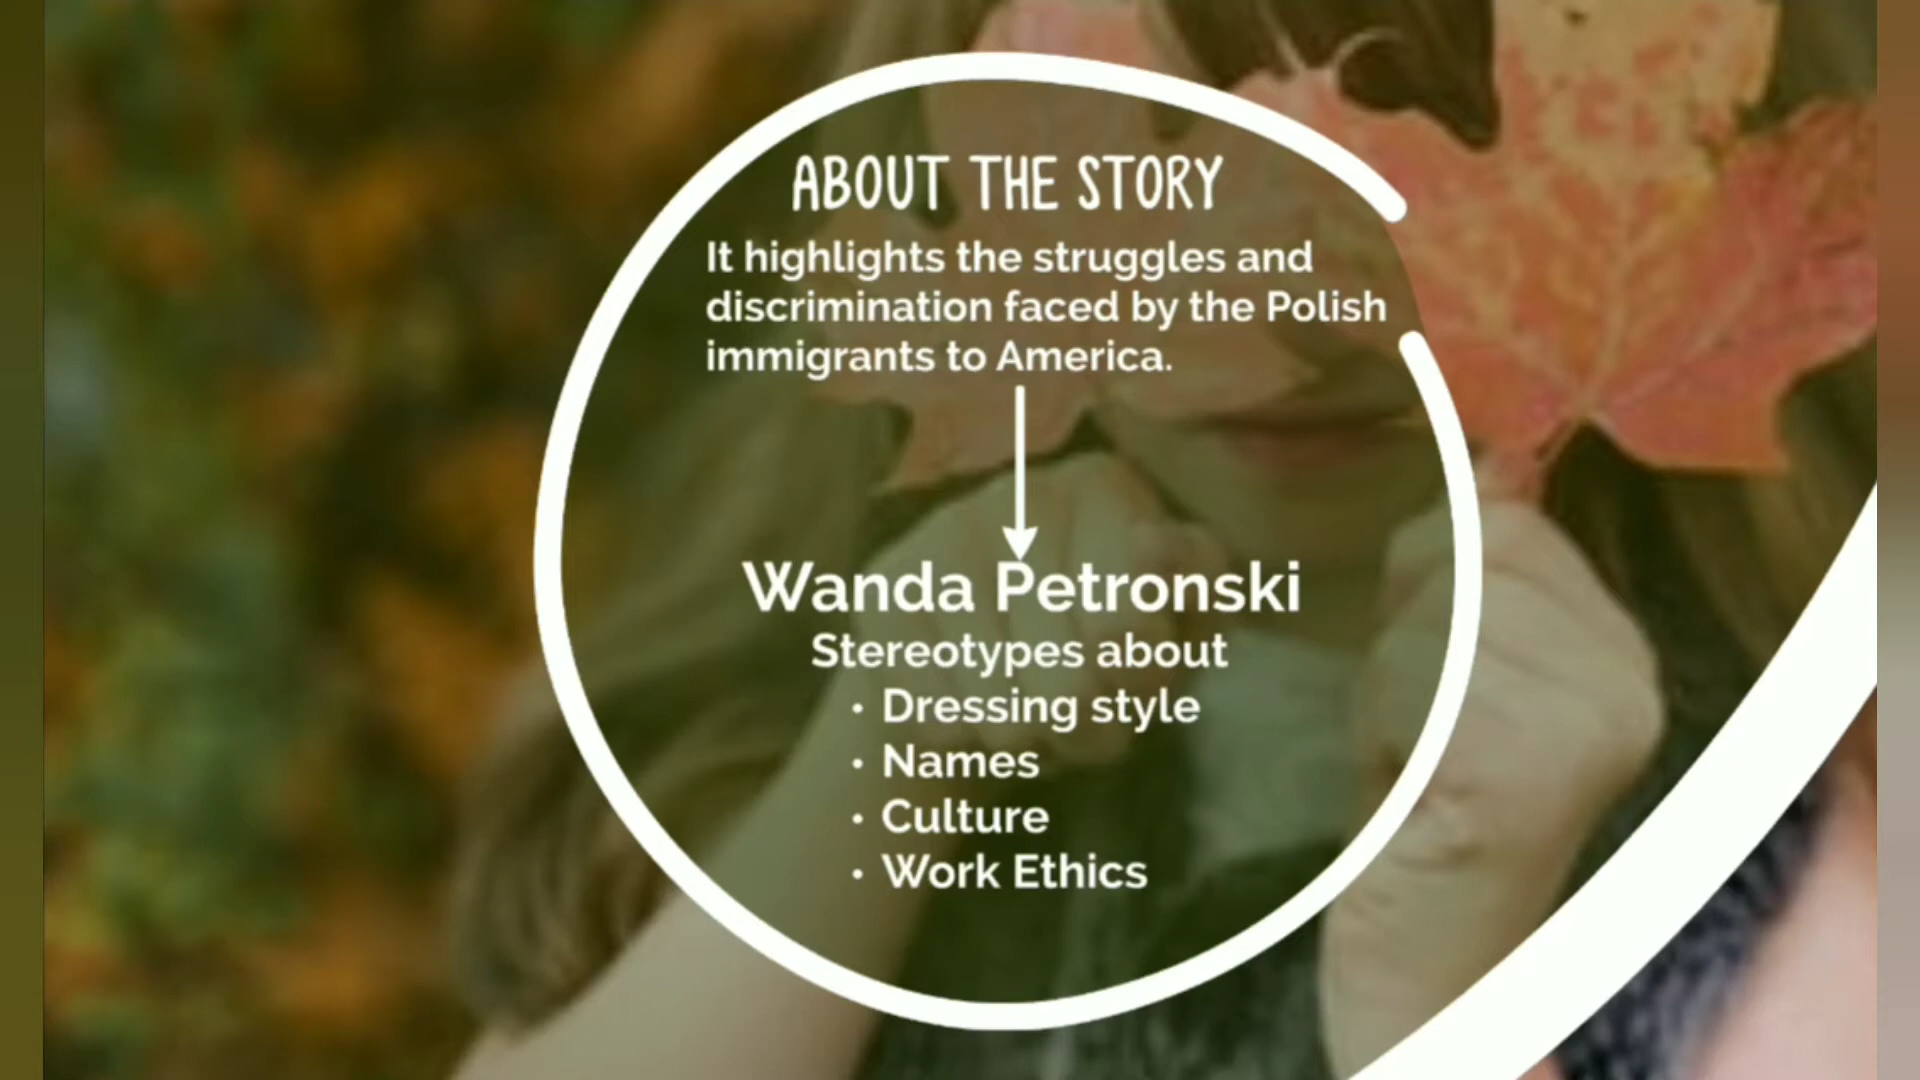 ABOUT THE STORY
It highlights the struggles and
discrimination faced by the Polish
immigrants to America.
Wanda Petronski
Stereotypes about
• Dressing style
• Names
• Culture
• Work Ethics